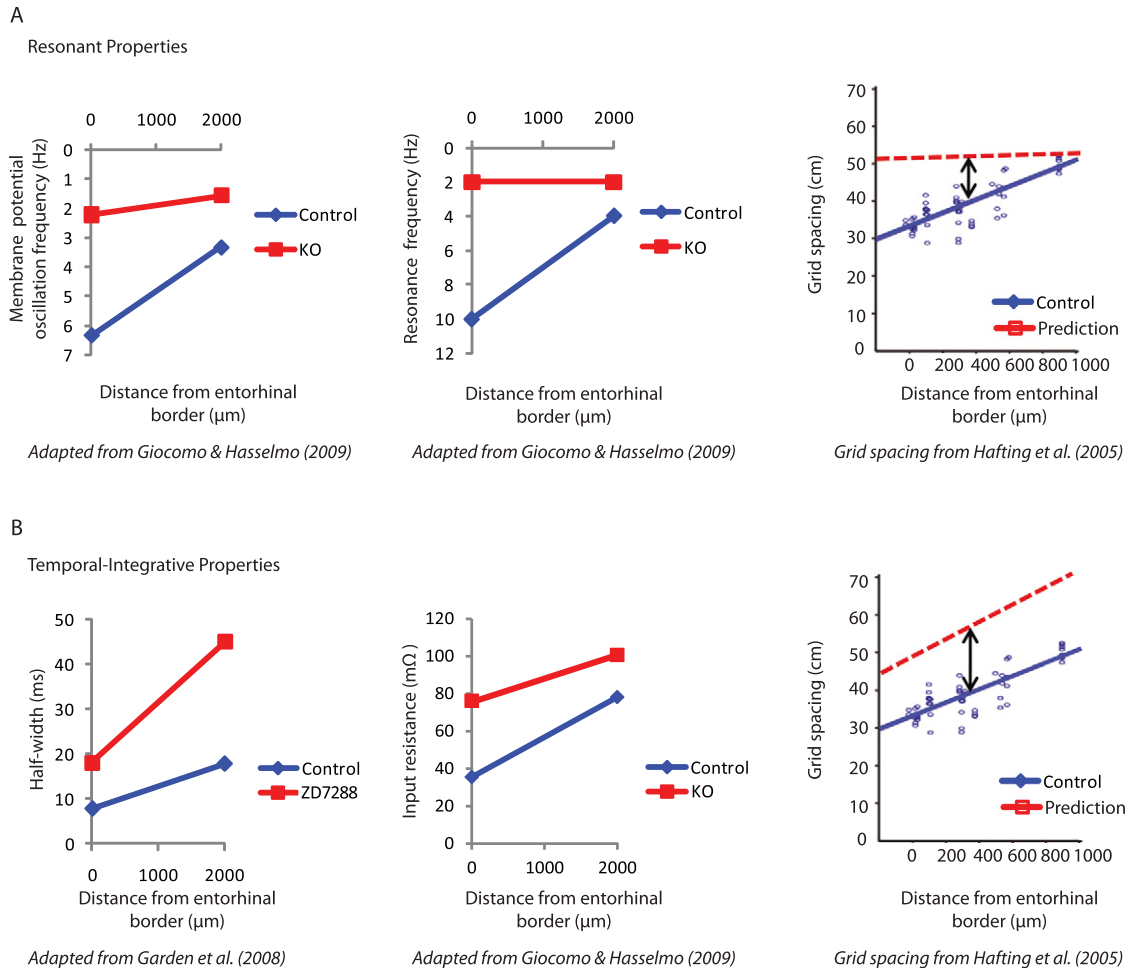 A
Resonant Properties
0 1000 2000
0
1
2
3
4
5
6
7
Membrane potential
oscillation frequency (Hz)
Control
KO
Distance from entorhinal
border (µm)
Adapted from Giocomo & Hasselmo (2009)
0 1000 2000
0
2
4
6
8
10
12
Resonance frequency (Hz)
Control
KO
Distance from entorhinal
border (µm)
Adapted from Giocomo & Hasselmo (2009)
70
60
50
40
30
20
10
0
Grid spacing (cm)
Control
Prediction
0 200 400 600 800 1000
Distance from entorhinal
border (µm)
Grid spacing from Hafting et al. (2005)
B
Temporal-Integrative Properties
50
40
30
20
10
0
Half-width (ms)
Control
ZD7288
0 1000 2000
Distance from entorhinal
border (µm)
Adapted from Garden et al. (2008)
120
100
80
60
40
20
0
Input resistance (mΩ)
Control
KO
0 1000 2000
Distance from entorhinal
border (µm)
Adapted from Giocomo & Hasselmo (2009)
70
60
50
40
30
20
10
0
Grid spacing (cm)
Control
Prediction
0 200 400 600 800 1000
Distance from entorhinal
border (µm)
Grid spacing from Hafting et al. (2005)